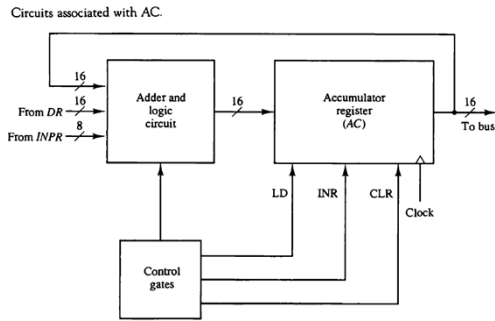 Circuits associated with AC.
16
16
From DR
8
From INPR
Adder and
logic
circuit
16
Accumulator
register
(AC)
16
To bus
LD
INR
CLR
Clock
Control
gates